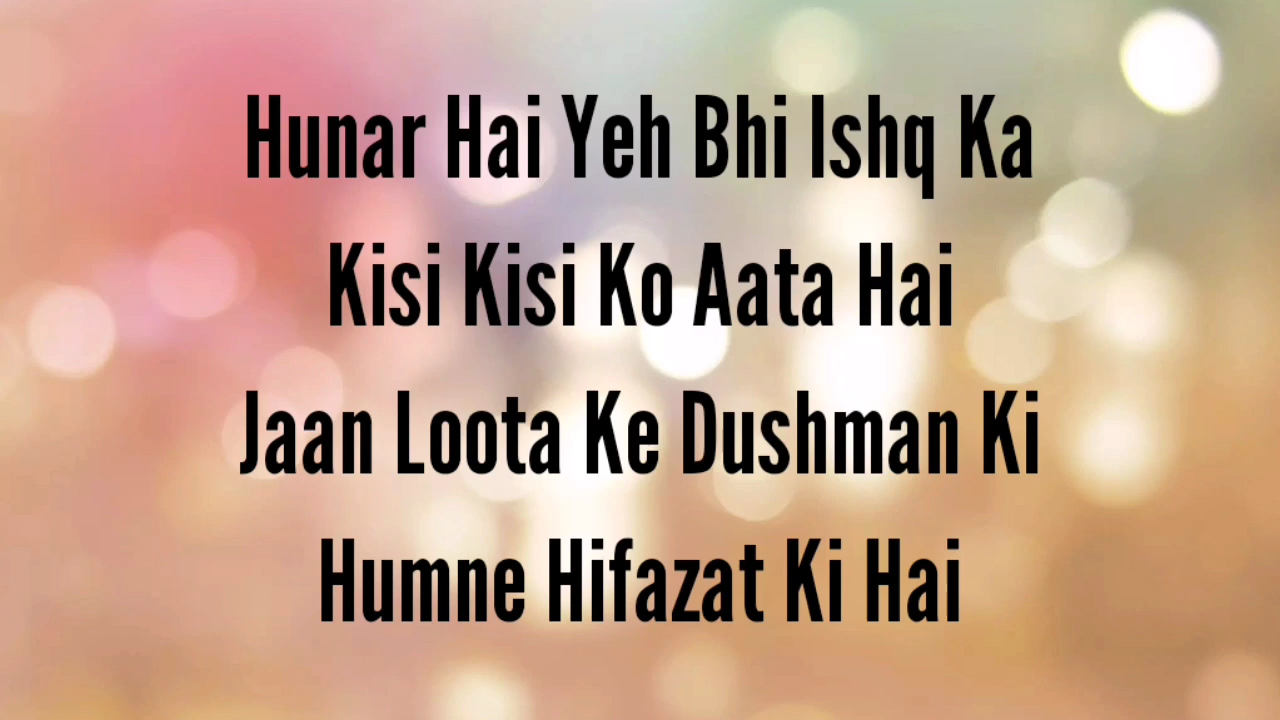 Hunar Hai Yeh Bhi Ishq Ka
Kisi Kisi Ko Aata Hai
Jaan Loota Ke Dushman Ki
Humne Hifazat Ki Hai